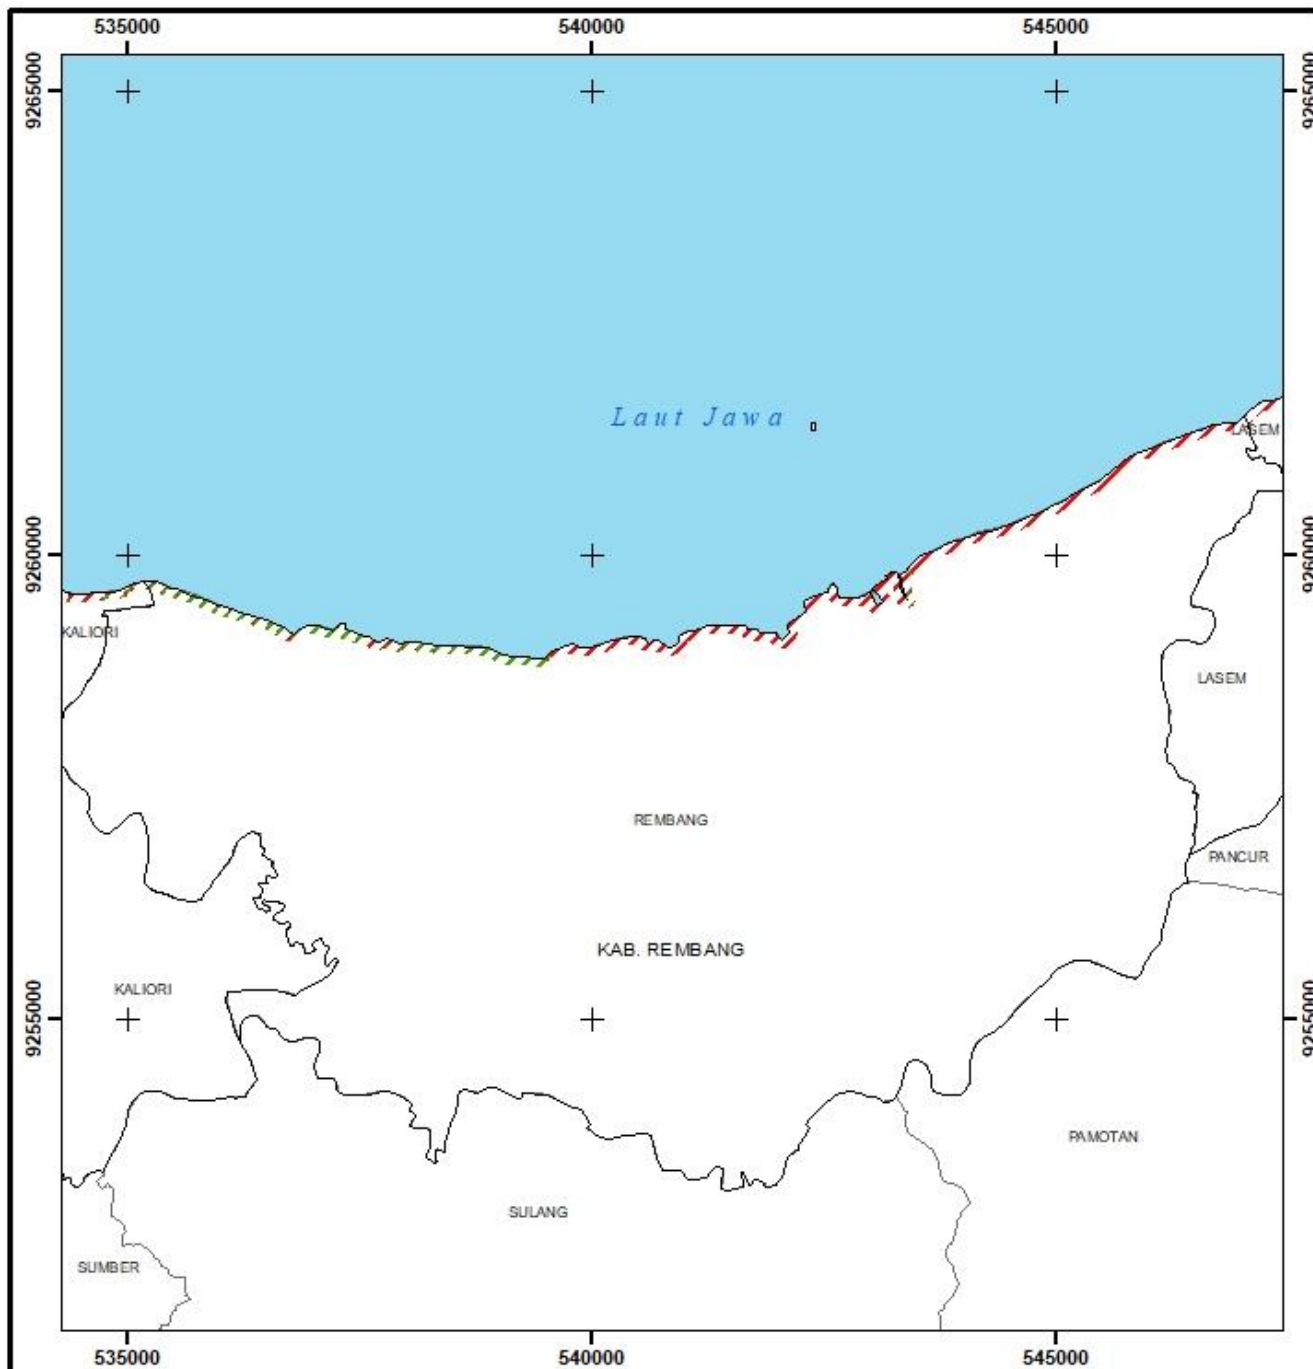 535000 540000 545000
9265000 9265000
Laut Jawa
LASEM
9260000 9260000
KALIORI
LASEM
REMBANG
PANCUR
KAB. REMBANG
KALIORI
9255000 9255000
PAMOTAN
SULANG
SUMBER
535000 540000 545000